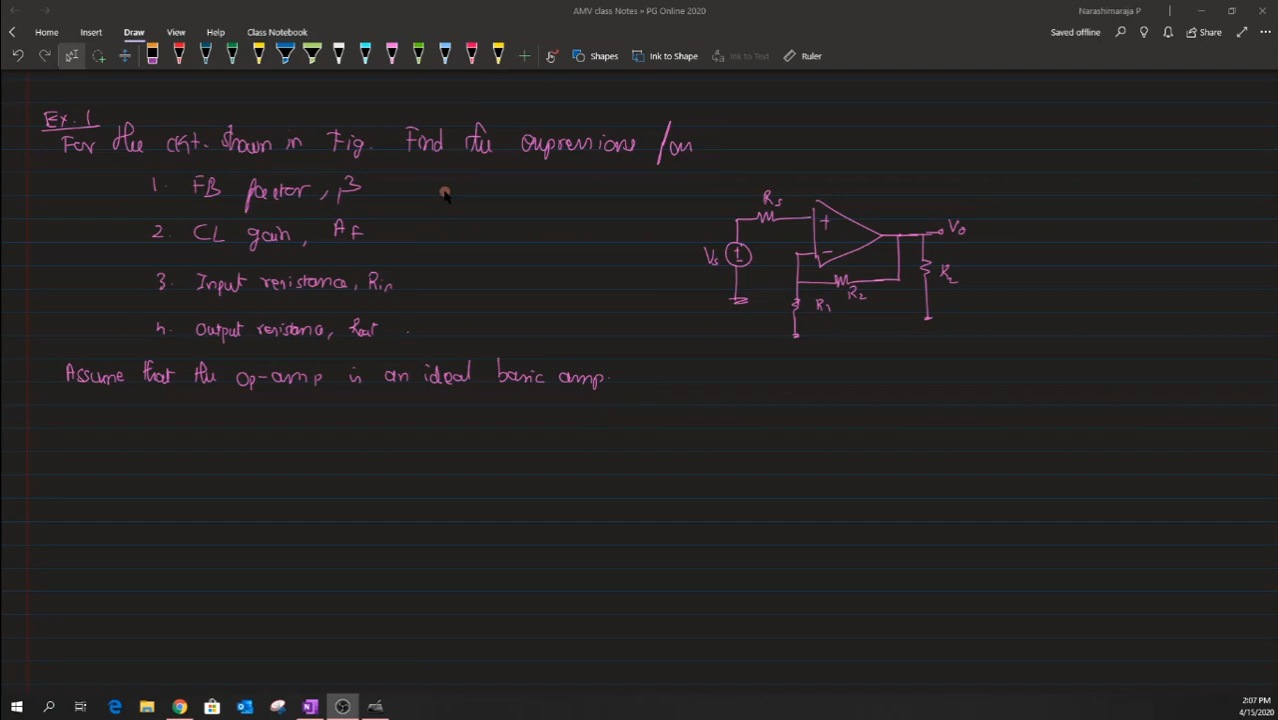 AMV class Notes » PG Online 2020
Narashimaraja P
Home Insert Draw View Help Class Notebook
Saved offline Share
Shapes Ink to Shape Ink to Text Ruler
Ex. 1
For the ckt. shown in Fig. Find the expressions for
1. FB factor, β
2. CL gain, AF
3. Input resistance, Rin
4. Output resistance, Rout
Assume that the op-amp is an ideal basic amp.
Rs
+
Vo
Vs
-
RL
R2
R1
2:07 PM
4/15/2020